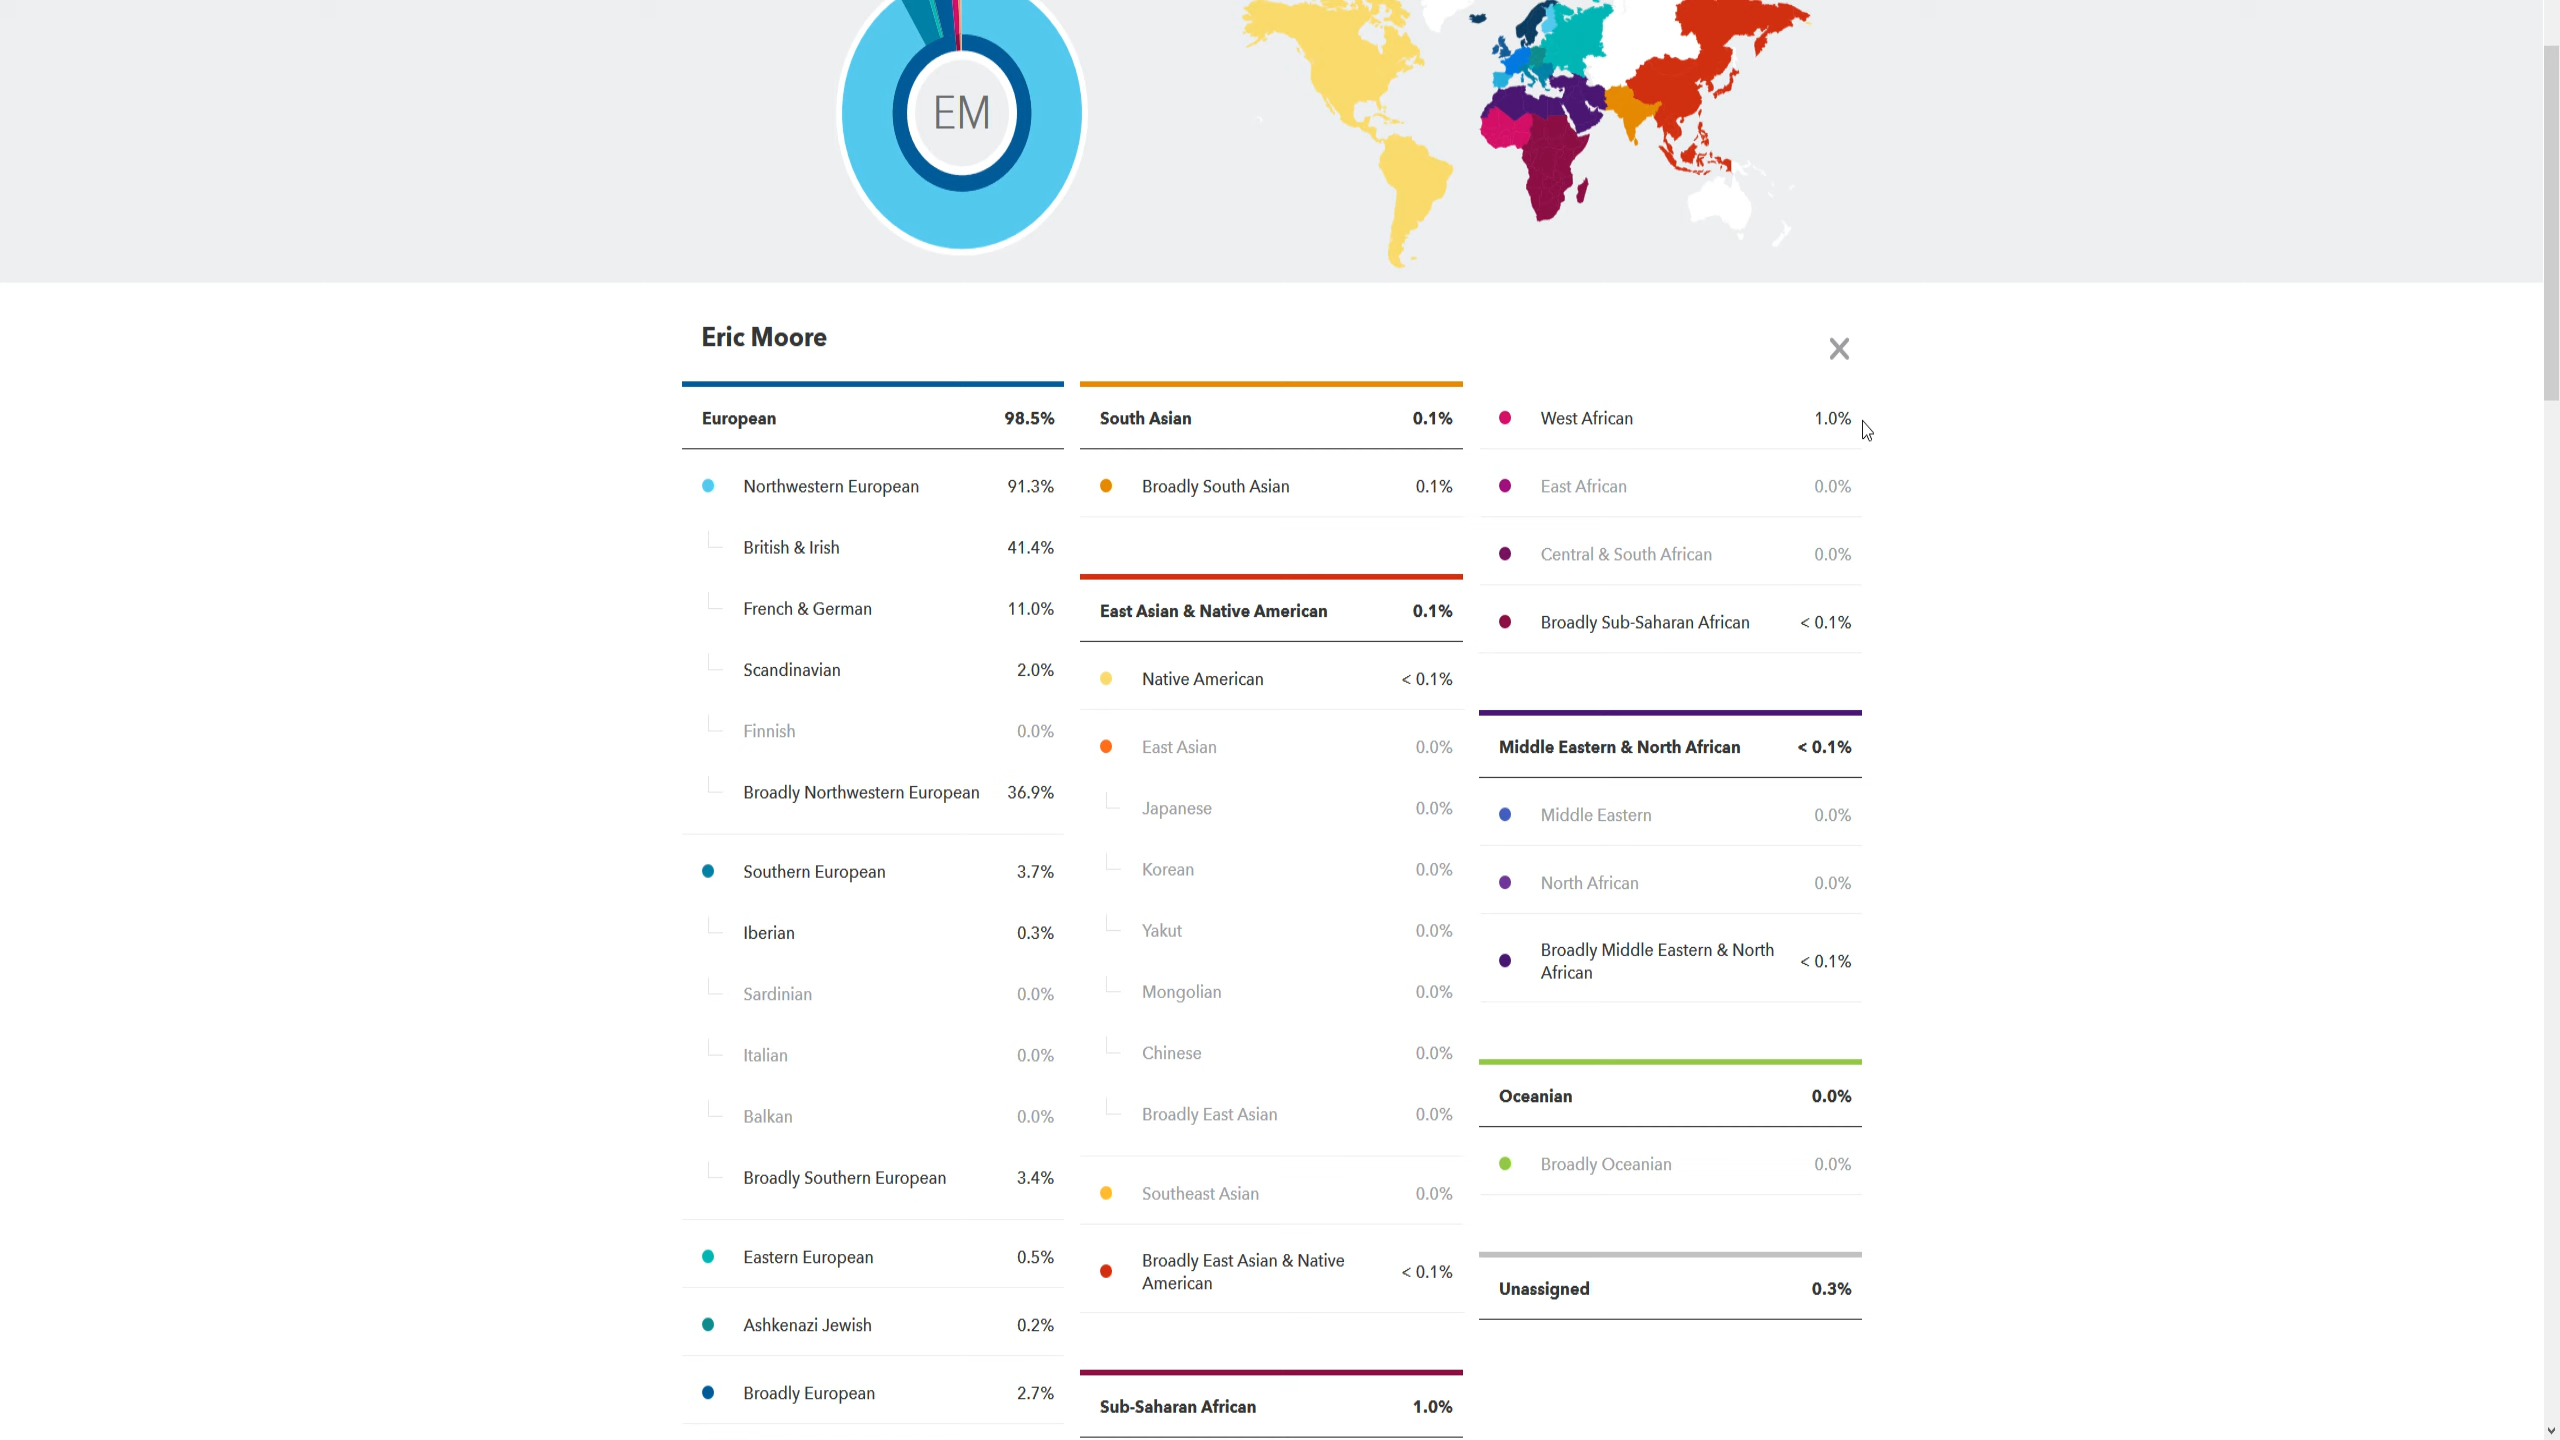 EM
Eric Moore
European 98.5%
Northwestern European 91.3%
British & Irish 41.4%
French & German 11.0%
Scandinavian 2.0%
Finnish 0.0%
Broadly Northwestern European 36.9%
Southern European 3.7%
Iberian 0.3%
Sardinian 0.0%
Italian 0.0%
Balkan 0.0%
Broadly Southern European 3.4%
Eastern European 0.5%
Ashkenazi Jewish 0.2%
Broadly European 2.7%
South Asian 0.1%
Broadly South Asian 0.1%
East Asian & Native American 0.1%
Native American < 0.1%
East Asian 0.0%
Japanese 0.0%
Korean 0.0%
Yakut 0.0%
Mongolian 0.0%
Chinese 0.0%
Broadly East Asian 0.0%
Southeast Asian 0.0%
Broadly East Asian & Native
American < 0.1%
Sub-Saharan African 1.0%
West African 1.0%
East African 0.0%
Central & South African 0.0%
Broadly Sub-Saharan African < 0.1%
Middle Eastern & North African < 0.1%
Middle Eastern 0.0%
North African 0.0%
Broadly Middle Eastern & North
African < 0.1%
Oceanian 0.0%
Broadly Oceanian 0.0%
Unassigned 0.3%